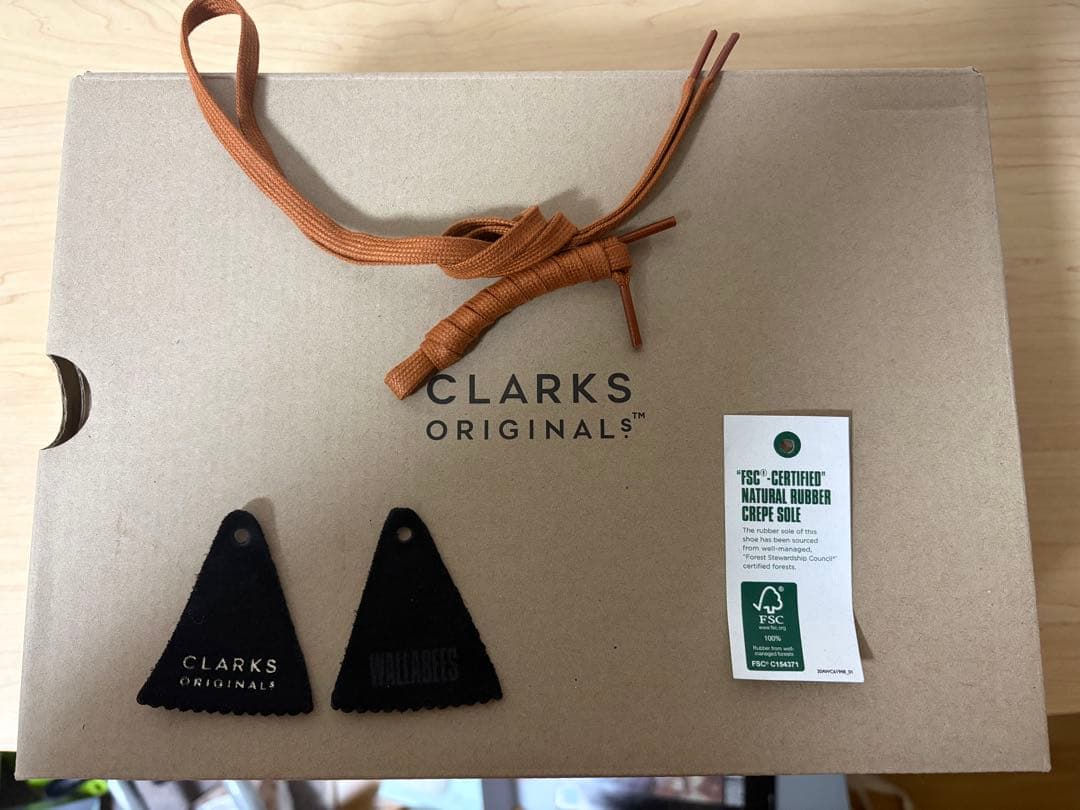 CLARKS
ORIGINALS™
CLARKS
ORIGINALS
WALLABEES
"FSC®-CERTIFIED"
NATURAL RUBBER
CREPE SOLE
The rubber sole of this
shoe has been sourced
from well-managed,
"Forest Stewardship Council®"
certified forests.
FSC
www.fsc.org
100%
Rubber from well-
managed forests
FSC® C154371